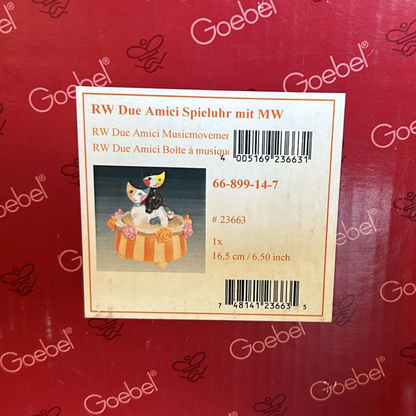 Goebel®
Goebel®
Goebel®
Goebel®
RW Due Amici Spieluhr mit MW
RW Due Amici Musicmovemen
RW Due Amici Boîte à musiqu
4 005169 236631
66-899-14-7
# 23663
1x
16,5 cm / 6.50 inch
7 48141 23663 5
Goebel®
Goebel®
Goebel®
Goebel®
Goebel®